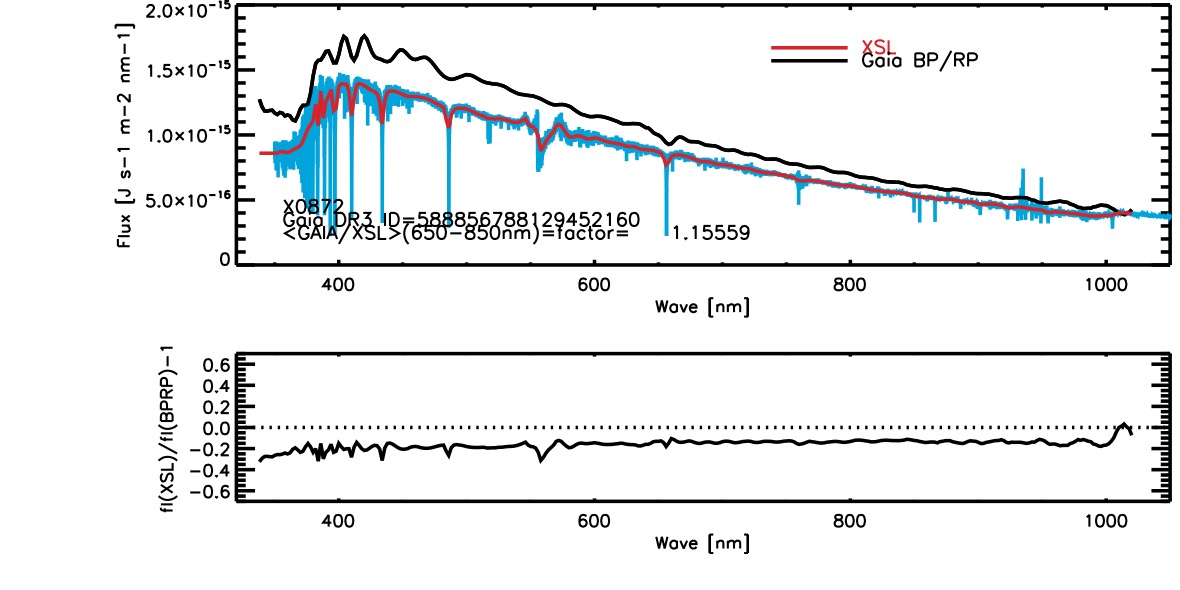 2.0×10⁻¹⁵
1.5×10⁻¹⁵
1.0×10⁻¹⁵
5.0×10⁻¹⁶
0
Flux [J s−1 m−2 nm−1]
XSL
Gaia BP/RP
X0872
Gaia DR3 ID=5888567888129452160
<GAIA/XSL>(650−850nm)=factor= 1.15559
400 600 800 1000
Wave [nm]
0.6
0.4
0.2
0.0
−0.2
−0.4
−0.6
fl(XSL)/fl(BPRP)−1
400 600 800 1000
Wave [nm]